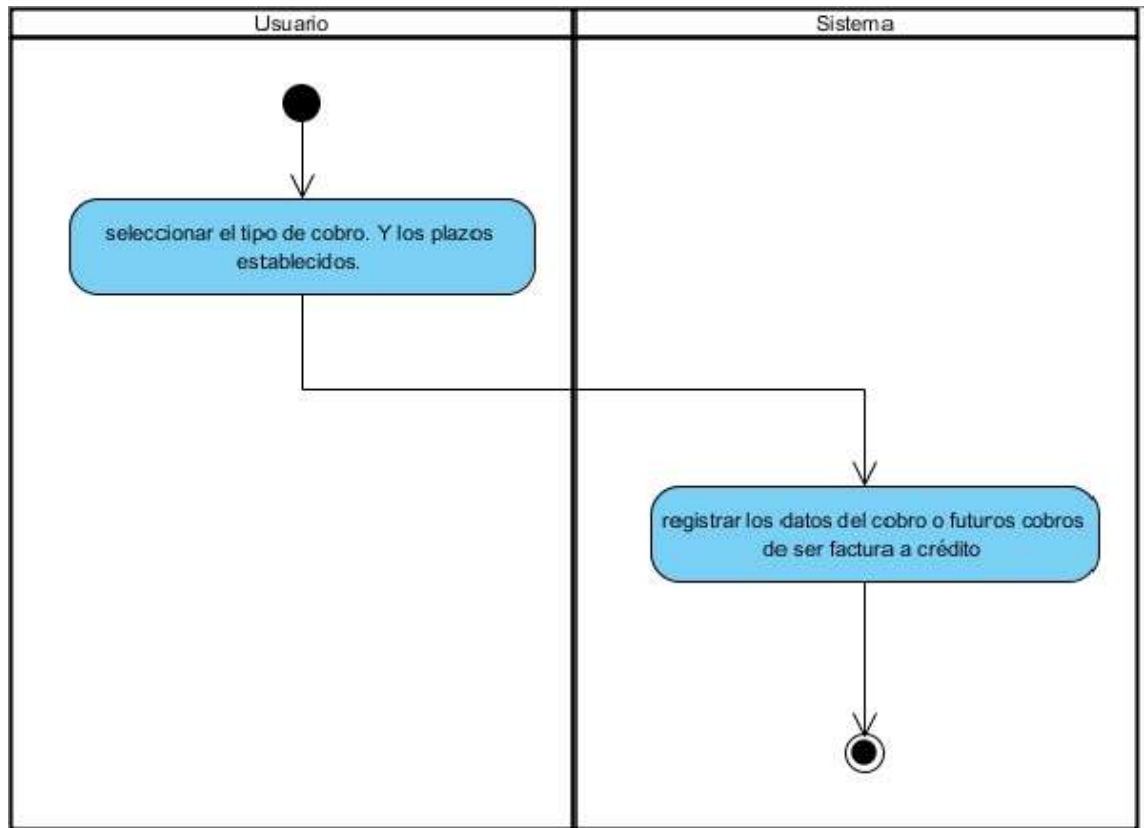 Usuario
Sistema
seleccionar el tipo de cobro. Y los plazos
establecidos.
registrar los datos del cobro o futuros cobros
de ser factura a crédito